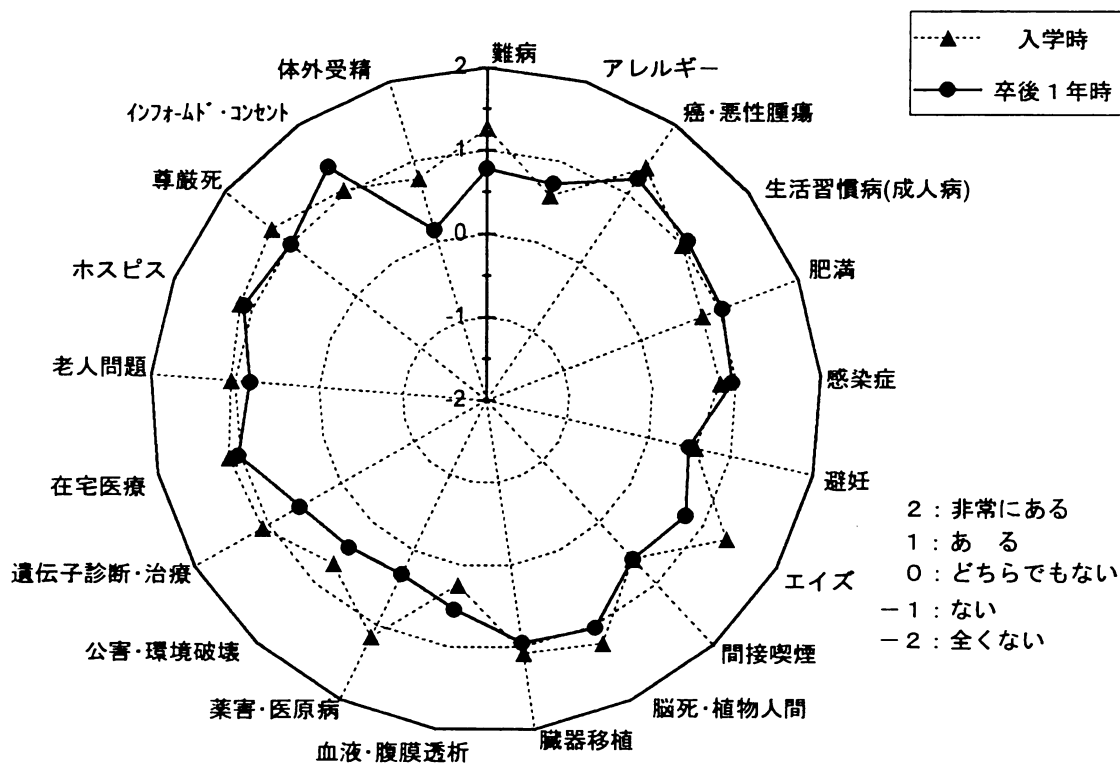 入学時
卒後１年時
難病
アレルギー
癌・悪性腫瘍
生活習慣病(成人病)
肥満
感染症
避妊
エイズ
間接喫煙
脳死・植物人間
臓器移植
血液・腹膜透析
薬害・医原病
公害・環境破壊
遺伝子診断・治療
在宅医療
老人問題
ホスピス
尊厳死
ｲﾝﾌｫｰﾑﾄﾞ・ｺﾝｾﾝﾄ
体外受精
2
1
0
-1
-2
２：非常にある
１：あ　る
０：どちらでもない
－１：ない
－２：全くない